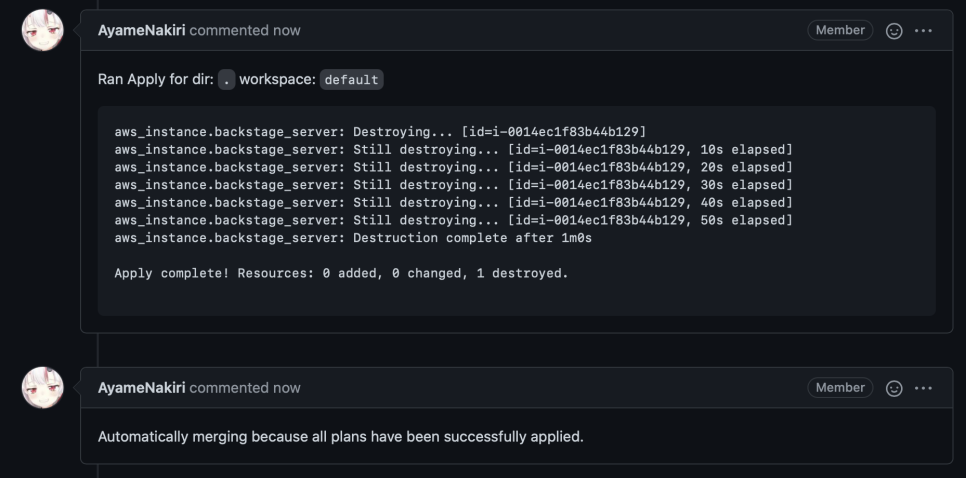 AyameNakiri commented now
Member
Ran Apply for dir: . workspace: default
aws_instance.backstage_server: Destroying... [id=i-0014ec1f83b44b129]
aws_instance.backstage_server: Still destroying... [id=i-0014ec1f83b44b129, 10s elapsed]
aws_instance.backstage_server: Still destroying... [id=i-0014ec1f83b44b129, 20s elapsed]
aws_instance.backstage_server: Still destroying... [id=i-0014ec1f83b44b129, 30s elapsed]
aws_instance.backstage_server: Still destroying... [id=i-0014ec1f83b44b129, 40s elapsed]
aws_instance.backstage_server: Still destroying... [id=i-0014ec1f83b44b129, 50s elapsed]
aws_instance.backstage_server: Destruction complete after 1m0s
Apply complete! Resources: 0 added, 0 changed, 1 destroyed.
AyameNakiri commented now
Member
Automatically merging because all plans have been successfully applied.